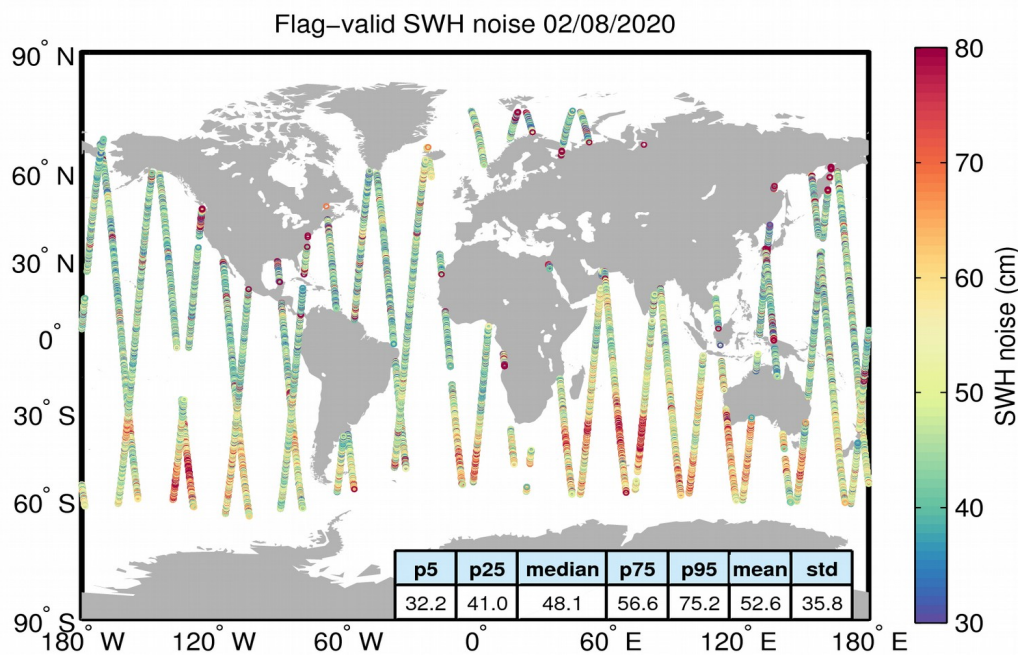 Flag−valid SWH noise 02/08/2020
90° N
60° N
30° N
0°
30° S
60° S
90° S
180° W
120° W
60° W
0°
60° E
120° E
180° E
80
70
60
50
40
30
SWH noise (cm)
p5 p25 median p75 p95 mean std
32.2 41.0 48.1 56.6 75.2 52.6 35.8